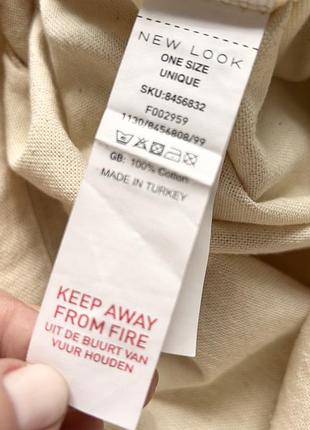 NEW LOOK
ONE SIZE
UNIQUE
SKU:8456832
F002959
1130/8456808/99
GB: 100% Cotton
MADE IN TURKEY
KEEP AWAY
FROM FIRE
UIT DE BUURT VAN
VUUR HOUDEN